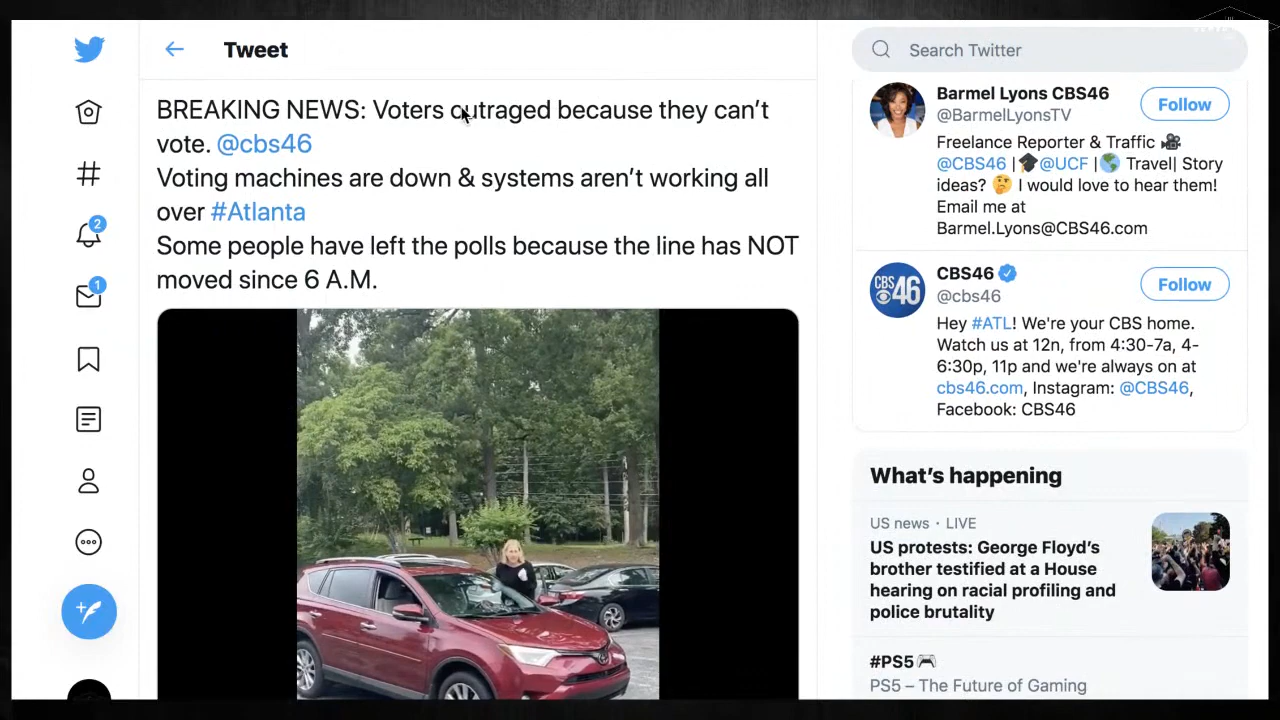 Tweet
BREAKING NEWS: Voters outraged because they can't
vote. @cbs46
Voting machines are down & systems aren't working all
over #Atlanta
Some people have left the polls because the line has NOT
moved since 6 A.M.
2
1
Search Twitter
Barmel Lyons CBS46
@BarmelLyonsTV
Follow
Freelance Reporter & Traffic 🎥
@CBS46 |🎓@UCF |🌎 Travel| Story
ideas? 🤔 I would love to hear them!
Email me at
Barmel.Lyons@CBS46.com
CBS46
@cbs46
Follow
Hey #ATL! We're your CBS home.
Watch us at 12n, from 4:30-7a, 4-
6:30p, 11p and we're always on at
cbs46.com, Instagram: @CBS46,
Facebook: CBS46
CBS 46
What's happening
US news · LIVE
US protests: George Floyd's
brother testified at a House
hearing on racial profiling and
police brutality
#PS5🎮
PS5 – The Future of Gaming